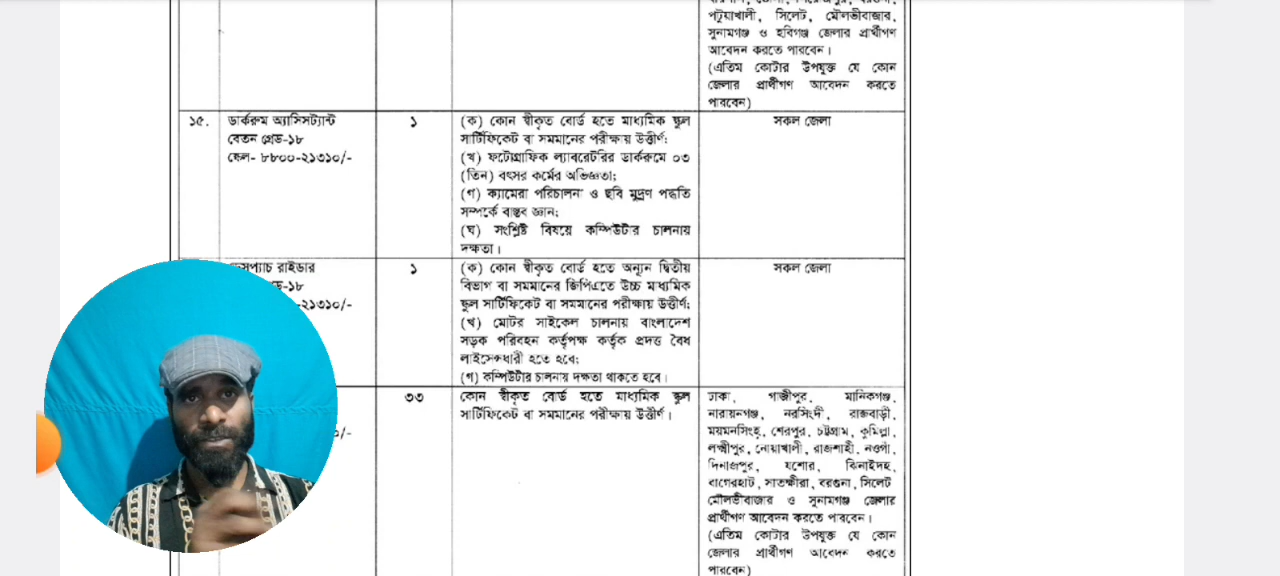 পটুয়াখালী, সিলেট, মৌলভীবাজার,
সুনামগঞ্জ ও হবিগঞ্জ জেলার প্রার্থীগণ
আবেদন করতে পারবেন।
(এতিম কোটার উপযুক্ত যে কোন
জেলার প্রার্থীগণ আবেদন করতে
পারবেন)
১৫.
ডার্করুম অ্যাসিসট্যান্ট
বেতন গ্রেড-১৮
স্কেল- ৮৮০০-২১৩১০/-
১
(ক) কোন স্বীকৃত বোর্ড হতে মাধ্যমিক স্কুল
সার্টিফিকেট বা সমমানের পরীক্ষায় উত্তীর্ণ;
(খ) ফটোগ্রাফিক ল্যাবরেটরির ডার্করুমে ০৩
(তিন) বৎসর কর্মের অভিজ্ঞতা;
(গ) ক্যামেরা পরিচালনা ও ছবি মুদ্রণ পদ্ধতি
সম্পর্কে বাস্তব জ্ঞান;
(ঘ) সংশ্লিষ্ট বিষয়ে কম্পিউটার চালনায়
দক্ষতা।
সকল জেলা
রাইডার
-১৮
-২১৩১০/-
১
(ক) কোন স্বীকৃত বোর্ড হতে অন্যূন দ্বিতীয়
বিভাগ বা সমমানের জিপিএতে উচ্চ মাধ্যমিক
স্কুল সার্টিফিকেট বা সমমানের পরীক্ষায় উত্তীর্ণ;
(খ) মোটর সাইকেল চালনায় বাংলাদেশ
সড়ক পরিবহন কর্তৃপক্ষ কর্তৃক প্রদত্ত বৈধ
লাইসেন্সধারী হতে হবে;
(গ) কম্পিউটার চালনায় দক্ষতা থাকতে হবে।
সকল জেলা
০/-
৩৩
কোন স্বীকৃত বোর্ড হতে মাধ্যমিক স্কুল
সার্টিফিকেট বা সমমানের পরীক্ষায় উত্তীর্ণ।
ঢাকা, গাজীপুর, মানিকগঞ্জ,
নারায়নগঞ্জ, নরসিংদী, রাজবাড়ী,
ময়মনসিংহ, শেরপুর, চট্টগ্রাম, কুমিল্লা,
লক্ষ্মীপুর, নোয়াখালী, রাজশাহী, নওগাঁ,
দিনাজপুর, যশোর, ঝিনাইদহ,
বাগেরহাট, সাতক্ষীরা, বরগুনা, সিলেট
মৌলভীবাজার ও সুনামগঞ্জ জেলার
প্রার্থীগণ আবেদন করতে পারবেন।
(এতিম কোটার উপযুক্ত যে কোন
জেলার প্রার্থীগণ আবেদন করতে
পারবেন)